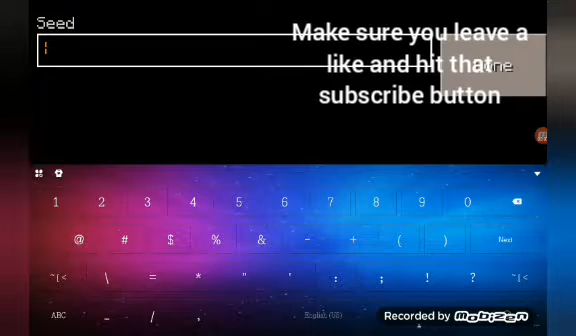 Seed
Make sure you leave a
like and hit that
subscribe button
1 2 3 4 5 6 7 8 9 0
@ # $ % & - + ( ) Next
~[< \ = * " ' : ; ! ? ~[<
ABC _ / , English (US)
Recorded by MOBIZEN